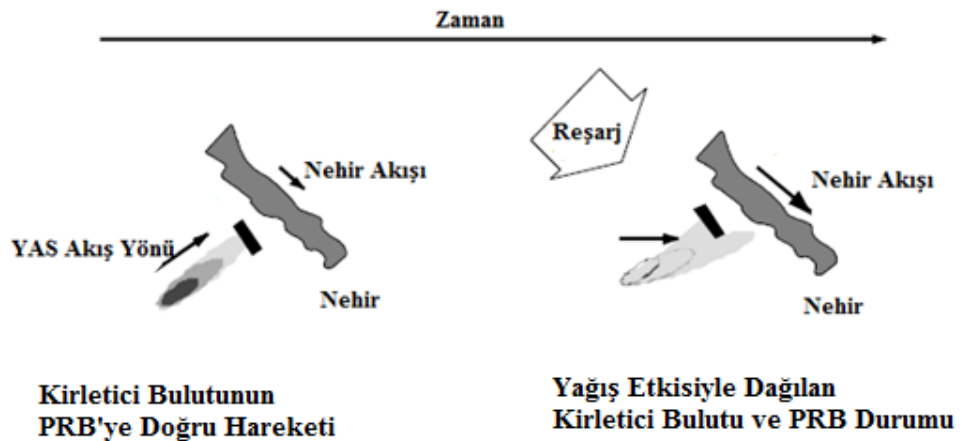 Zaman
Reşarj
Nehir Akışı
Nehir Akışı
YAS Akış Yönü
Nehir
Nehir
Kirletici Bulutunun
PRB'ye Doğru Hareketi
Yağış Etkisiyle Dağılan
Kirletici Bulutu ve PRB Durumu